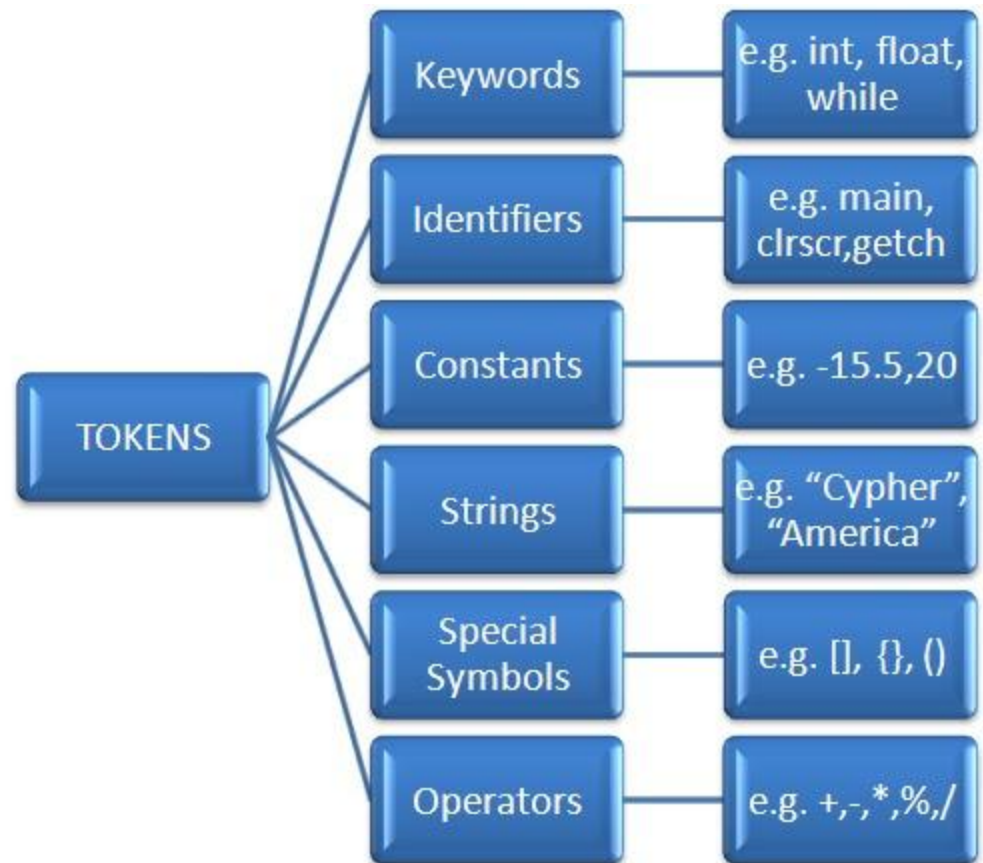 Keywords
e.g. int, float,
while
Identifiers
e.g. main,
clrscr,getch
Constants
e.g. -15.5,20
TOKENS
Strings
e.g. “Cypher”,
“America”
Special
Symbols
e.g. [], {}, ()
Operators
e.g. +,-,*,%,/